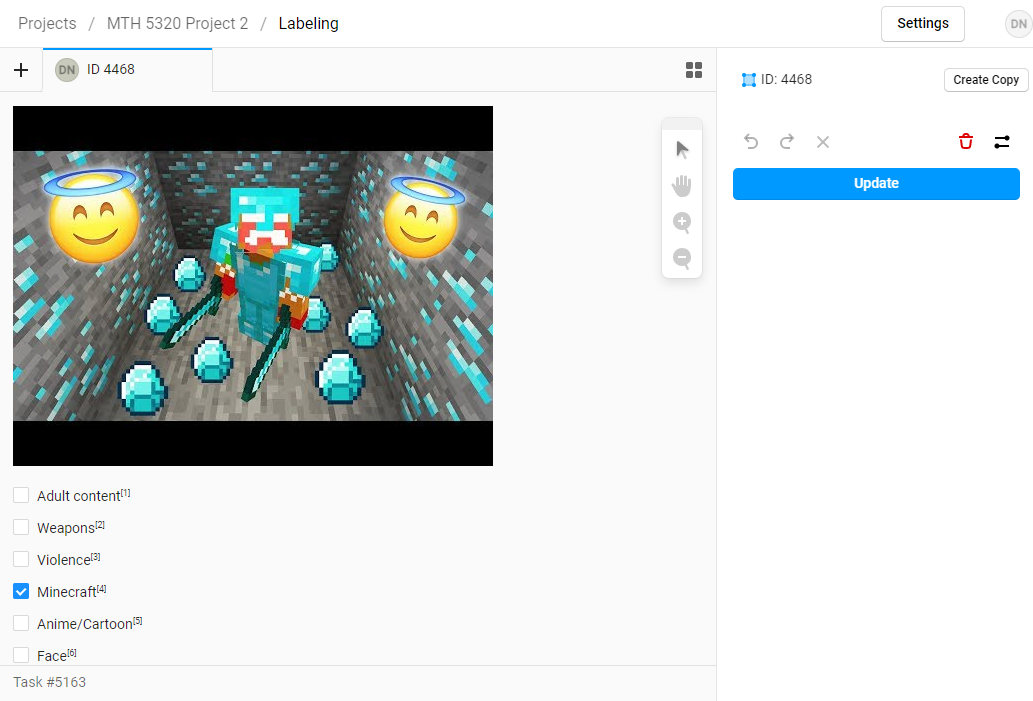 Projects / MTH 5320 Project 2 / Labeling
Settings
DN
+ DN ID 4468
ID: 4468
Create Copy
Update
Adult content[1]
Weapons[2]
Violence[3]
Minecraft[4]
Anime/Cartoon[5]
Face[6]
Task #5163